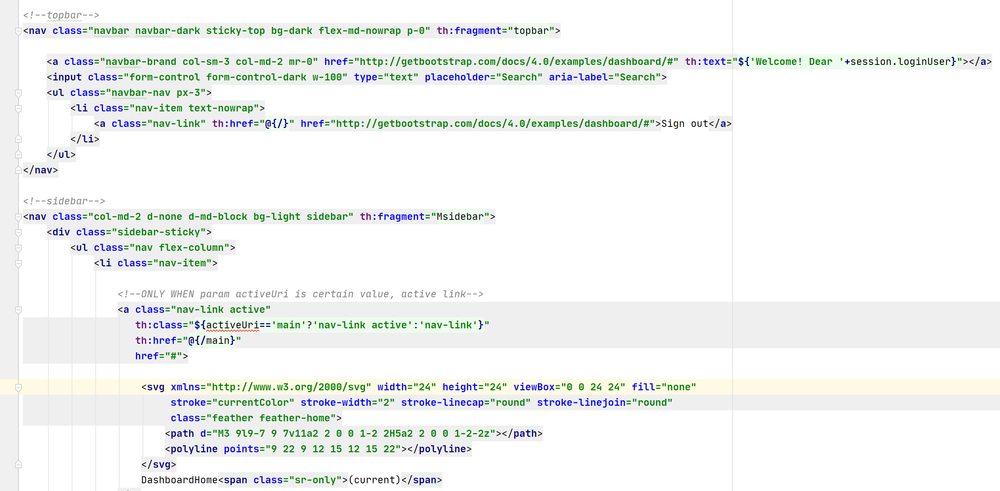 <!--topbar-->
<nav class="navbar navbar-dark sticky-top bg-dark flex-md-nowrap p-0" th:fragment="topbar">
<a class="navbar-brand col-sm-3 col-md-2 mr-0" href="http://getbootstrap.com/docs/4.0/examples/dashboard/#" th:text="${'Welcome! Dear '+session.loginUser}"></a>
<input class="form-control form-control-dark w-100" type="text" placeholder="Search" aria-label="Search">
<ul class="navbar-nav px-3">
<li class="nav-item text-nowrap">
<a class="nav-link" th:href="@{/}" href="http://getbootstrap.com/docs/4.0/examples/dashboard/#">Sign out</a>
</li>
</ul>
</nav>
<!--sidebar-->
<nav class="col-md-2 d-none d-md-block bg-light sidebar" th:fragment="Msidebar">
<div class="sidebar-sticky">
<ul class="nav flex-column">
<li class="nav-item">
<!--ONLY WHEN param activeUri is certain value, active link-->
<a class="nav-link active"
th:class="${activeUri=='main'?'nav-link active':'nav-link'}"
th:href="@{/main}"
href="#">
<svg xmlns="http://www.w3.org/2000/svg" width="24" height="24" viewBox="0 0 24 24" fill="none"
stroke="currentColor" stroke-width="2" stroke-linecap="round" stroke-linejoin="round"
class="feather feather-home">
<path d="M3 9l9-7 9 7v11a2 2 0 0 1-2 2H5a2 2 0 0 1-2-2z"></path>
<polyline points="9 22 9 12 15 12 15 22"></polyline>
</svg>
DashboardHome<span class="sr-only">(current)</span>